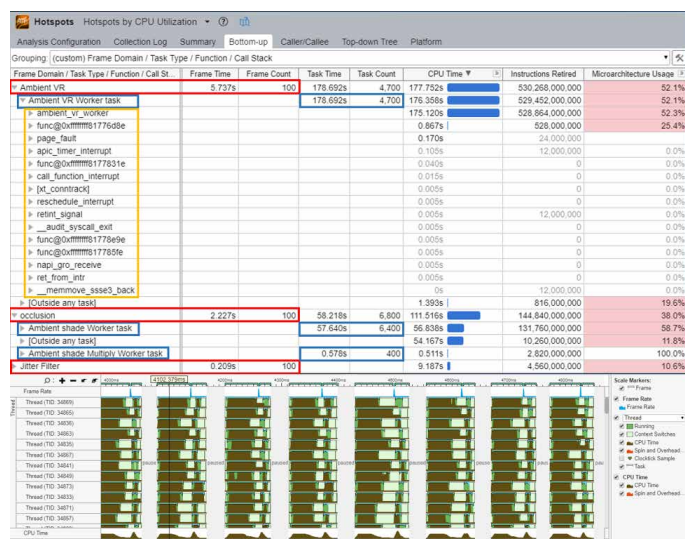 Hotspots Hotspots by CPU Utilization
Analysis Configuration Collection Log Summary Bottom-up Caller/Callee Top-down Tree Platform
Grouping: (custom) Frame Domain / Task Type / Function / Call Stack
Frame Domain / Task Type / Function / Call St... Frame Time Frame Count Task Time Task Count CPU Time ▼ Instructions Retired Microarchitecture Usage
Ambient VR 5.737s 100 178.692s 4,700 177.752s 530,268,000,000 52.1%
Ambient VR Worker task 178.692s 4,700 176.358s 529,452,000,000 52.1%
ambient_vr_worker 175.120s 528,864,000,000 52.3%
func@0xffffffff81776d8e 0.867s 528,000,000 25.4%
page_fault 0.170s 24,000,000
apic_timer_interrupt 0.105s 12,000,000 0.0%
func@0xffffffff8177831e 0.040s 0 0.0%
call_function_interrupt 0.015s 0 0.0%
[xt_conntrack] 0.005s 0 0.0%
reschedule_interrupt 0.005s 0 0.0%
retint_signal 0.005s 12,000,000 0.0%
__audit_syscall_exit 0.005s 0 0.0%
func@0xffffffff81778e9e 0.005s 0 0.0%
func@0xffffffff817785fe 0.005s 0 0.0%
napi_gro_receive 0.005s 0 0.0%
ret_from_intr 0.005s 0 0.0%
__memmove_ssse3_back 0s 12,000,000 0.0%
[Outside any task] 1.393s 816,000,000 19.6%
occlusion 2.227s 100 58.218s 6,800 111.516s 144,840,000,000 38.0%
Ambient shade Worker task 57.640s 6,400 56.838s 131,760,000,000 58.7%
[Outside any task] 54.167s 10,260,000,000 11.8%
Ambient shade Multiply Worker task 0.578s 400 0.511s 2,820,000,000 100.0%
Jitter Filter 0.209s 100 9.187s 4,560,000,000 10.6%
4102.379ms
Scale Markers:
Frame
Frame Rate
Frame Rate
Thread
Running
Context Switches
CPU Time
Spin and Overhead...
Clocktick Sample
Task
CPU Time
CPU Time
Spin and Overhead...
Thread
Frame Rate
Thread (TID: 34869)
Thread (TID: 34865)
Thread (TID: 34836)
Thread (TID: 34863)
Thread (TID: 34835)
Thread (TID: 34847)
Thread (TID: 34841)
Thread (TID: 34849)
Thread (TID: 34873)
Thread (TID: 34833)
Thread (TID: 34871)
Thread (TID: 34857)
CPU Time